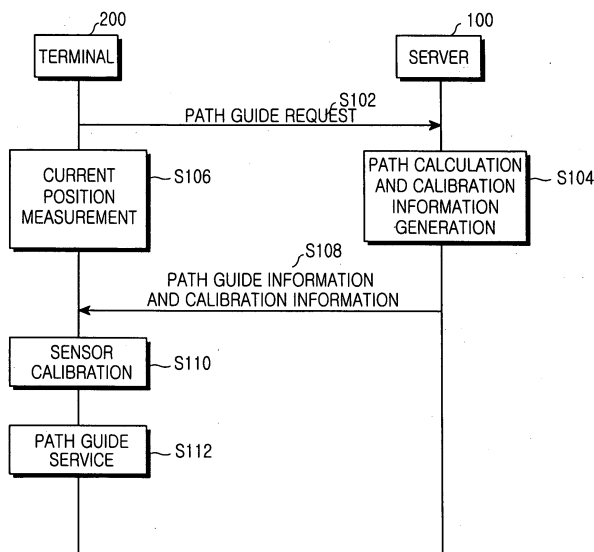 200
100
TERMINAL
SERVER
S102
PATH GUIDE REQUEST
CURRENT
POSITION
MEASUREMENT
S106
PATH CALCULATION
AND CALIBRATION
INFORMATION
GENERATION
S104
S108
PATH GUIDE INFORMATION
AND CALIBRATION INFORMATION
SENSOR
CALIBRATION
S110
PATH GUIDE
SERVICE
S112